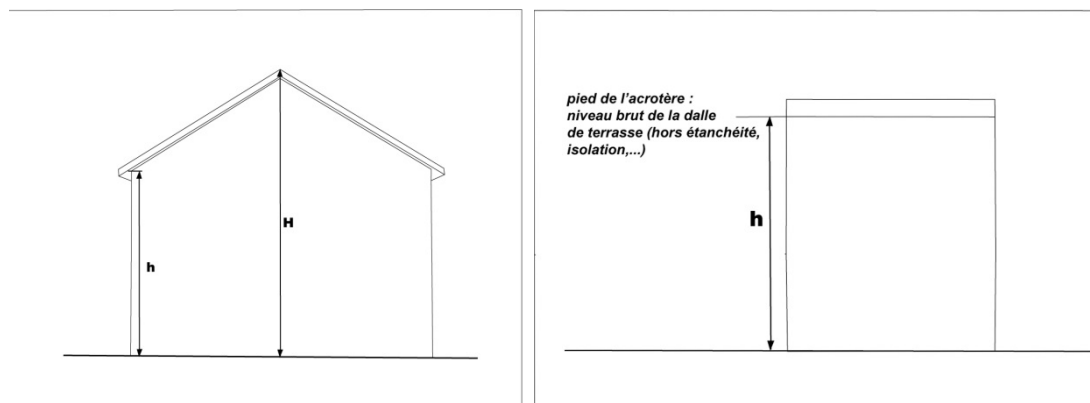 H
h
pied de l'acrotère :
niveau brut de la dalle
de terrasse (hors étanchéité,
isolation,...)
h